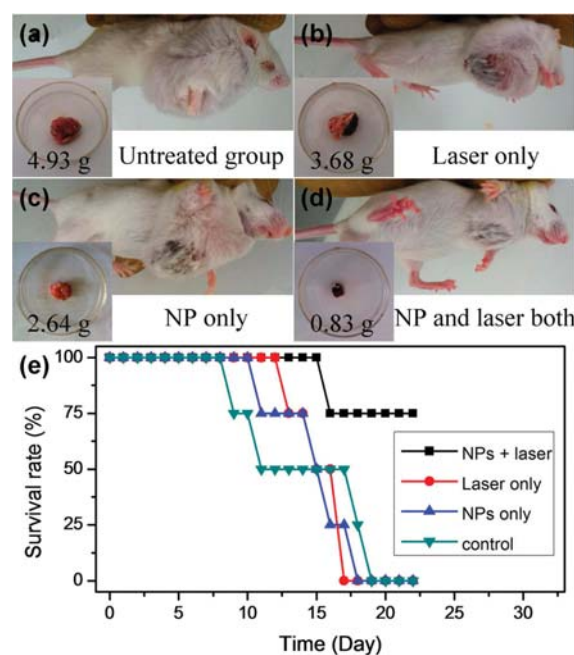 (a)
4.93 g
Untreated group
(b)
3.68 g
Laser only
(c)
2.64 g
NP only
(d)
0.83 g
NP and laser both
(e)
Survival rate (%)
100
75
50
25
0
NPs + laser
Laser only
NPs only
control
0 5 10 15 20 25 30
Time (Day)